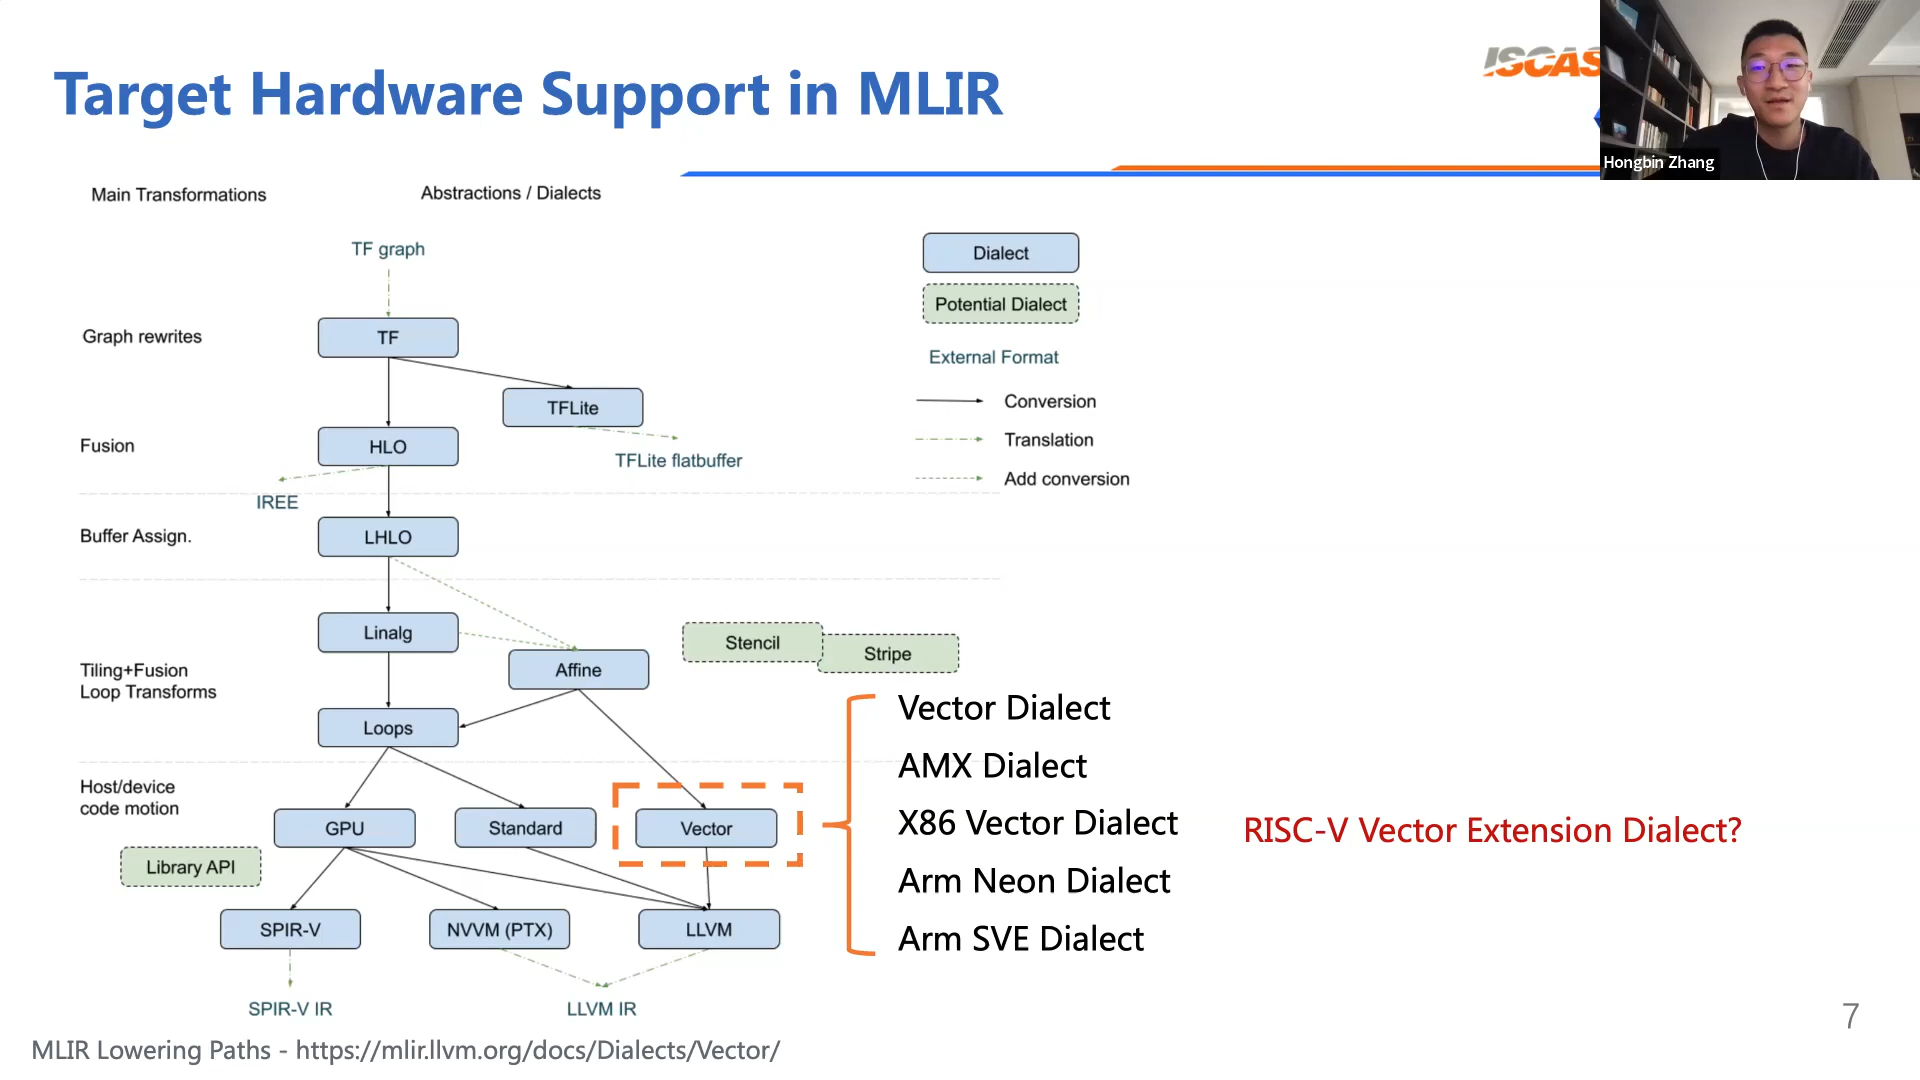 Target Hardware Support in MLIR
ISCAS
Hongbin Zhang
Main Transformations
Abstractions / Dialects
TF graph
Dialect
Potential Dialect
External Format
Conversion
Translation
Add conversion
Graph rewrites
TF
TFLite
TFLite flatbuffer
Fusion
HLO
IREE
Buffer Assign.
LHLO
Linalg
Affine
Stencil
Stripe
Tiling+Fusion
Loop Transforms
Loops
Host/device
code motion
GPU
Standard
Vector
Library API
SPIR-V
NVVM (PTX)
LLVM
SPIR-V IR
LLVM IR
Vector Dialect
AMX Dialect
X86 Vector Dialect
Arm Neon Dialect
Arm SVE Dialect
RISC-V Vector Extension Dialect?
7
MLIR Lowering Paths - https://mlir.llvm.org/docs/Dialects/Vector/